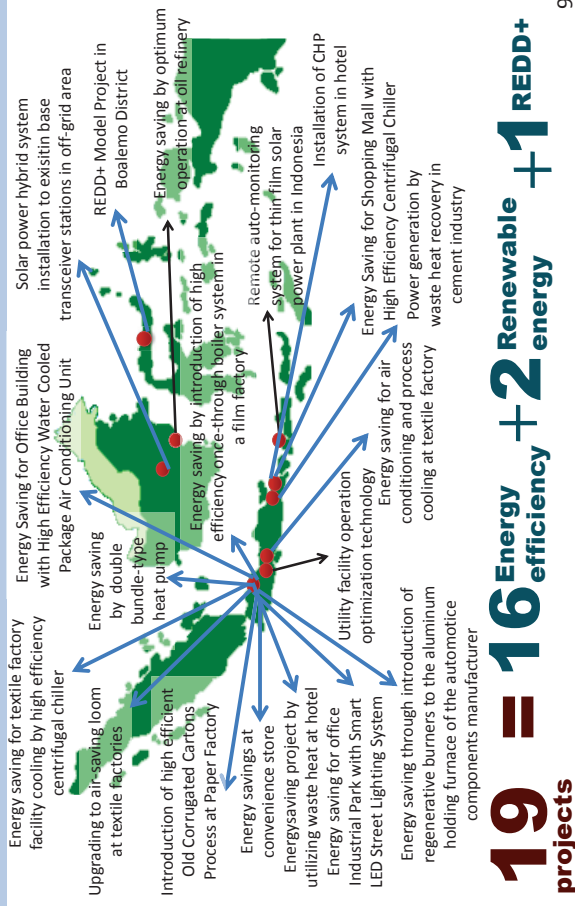 Energy saving for textile factory
facility cooling by high efficiency
centrifugal chiller
Energy Saving for Office Building
with High Efficiency Water Cooled
Package Air Conditioning Unit
Solar power hybrid system
installation to exisitin base
transceiver stations in off-grid area
REDD+ Model Project in
Boalemo District
Upgrading to air-saving loom
at textile factories
Energy saving
by double
bundle-type
heat pump
Energy saving by optimum
operation at oil refinery
Introduction of high efficient
Old Corrugated Cartons
Process at Paper Factory
Energy saving by introduction of high
efficiency once-through boiler system in
a film factory
Remote auto-monitoring
system for thin film solar
power plant in Indonesia
Installation of CHP
system in hotel
Energy savings at
convenience store
Energysaving project by
utilizing waste heat at hotel
Energy saving for office
Industrial Park with Smart
LED Street Lighting System
Utility facility operation
optimization technology
Energy saving for air
conditioning and process
cooling at textile factory
Energy Saving for Shopping Mall with
High Efficiency Centrifugal Chiller
Power generation by
waste heat recovery in
cement industry
Energy saving through introduction of
regenerative burners to the aluminum
holding furnace of the automotice
components manufacturer
19 projects = 16 Energy efficiency + 2 Renewable energy + 1 REDD+
9